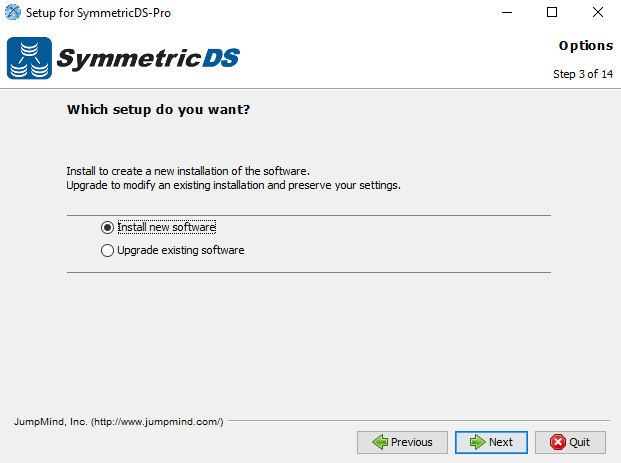 Setup for SymmetricDS-Pro
SymmetricDS
Options
Step 3 of 14
Which setup do you want?
Install to create a new installation of the software.
Upgrade to modify an existing installation and preserve your settings.
Install new software
Upgrade existing software
JumpMind, Inc. (http://www.jumpmind.com/)
Previous
Next
Quit